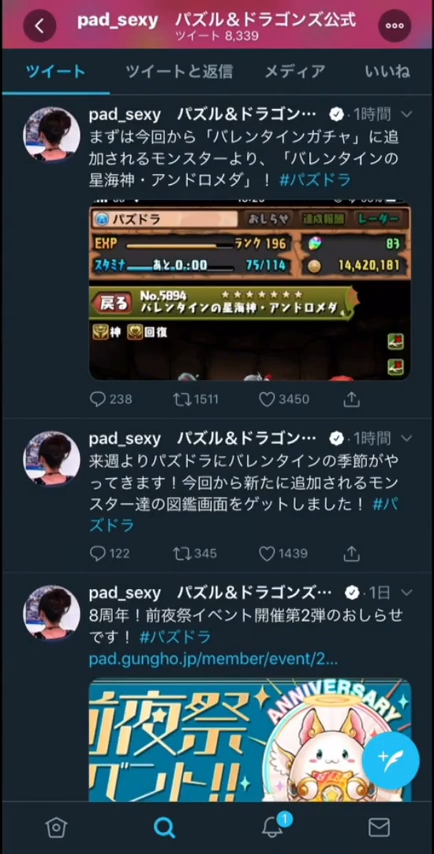 pad_sexy パズル＆ドラゴンズ公式
ツイート 8,339
ツイート ツイートと返信 メディア いいね
pad_sexy パズル＆ドラゴン… · 1時間
まずは今回から「バレンタインガチャ」に追
加されるモンスターより、「バレンタインの
星海神・アンドロメダ」！ #パズドラ
パズドラ おしらせ 達成報酬 レーダー
EXP ランク 196 83
スタミナ あと.0.:00 75/114 14,420,181
戻る No.5894 ★★★★★★★
バレンタインの星海神・アンドロメダ
神 回復
238 1511 3450
pad_sexy パズル＆ドラゴン… · 1時間
来週よりパズドラにバレンタインの季節がや
ってきます！今回から新たに追加されるモン
スター達の図鑑画面をゲットしました！ #パ
ズドラ
122 345 1439
pad_sexy パズル＆ドラゴンズ… · 1日
8周年！前夜祭イベント開催第2弾のおしらせ
です！ #パズドラ
pad.gungho.jp/member/event/2...
前夜祭
ベント!!
ANNIVERSARY
1